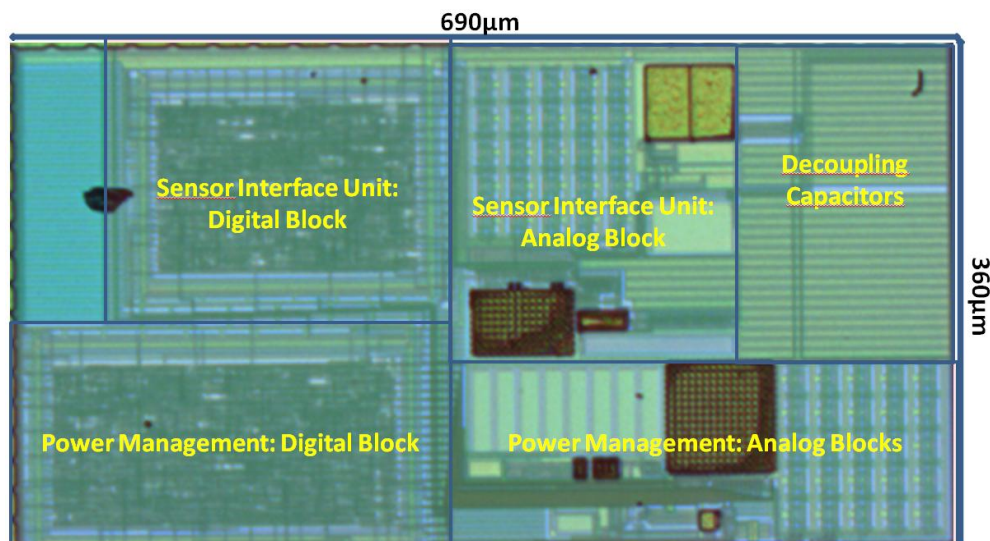 690µm
Sensor Interface Unit:
Digital Block
Sensor Interface Unit:
Analog Block
Decoupling
Capacitors
360µm
Power Management: Digital Block
Power Management: Analog Blocks